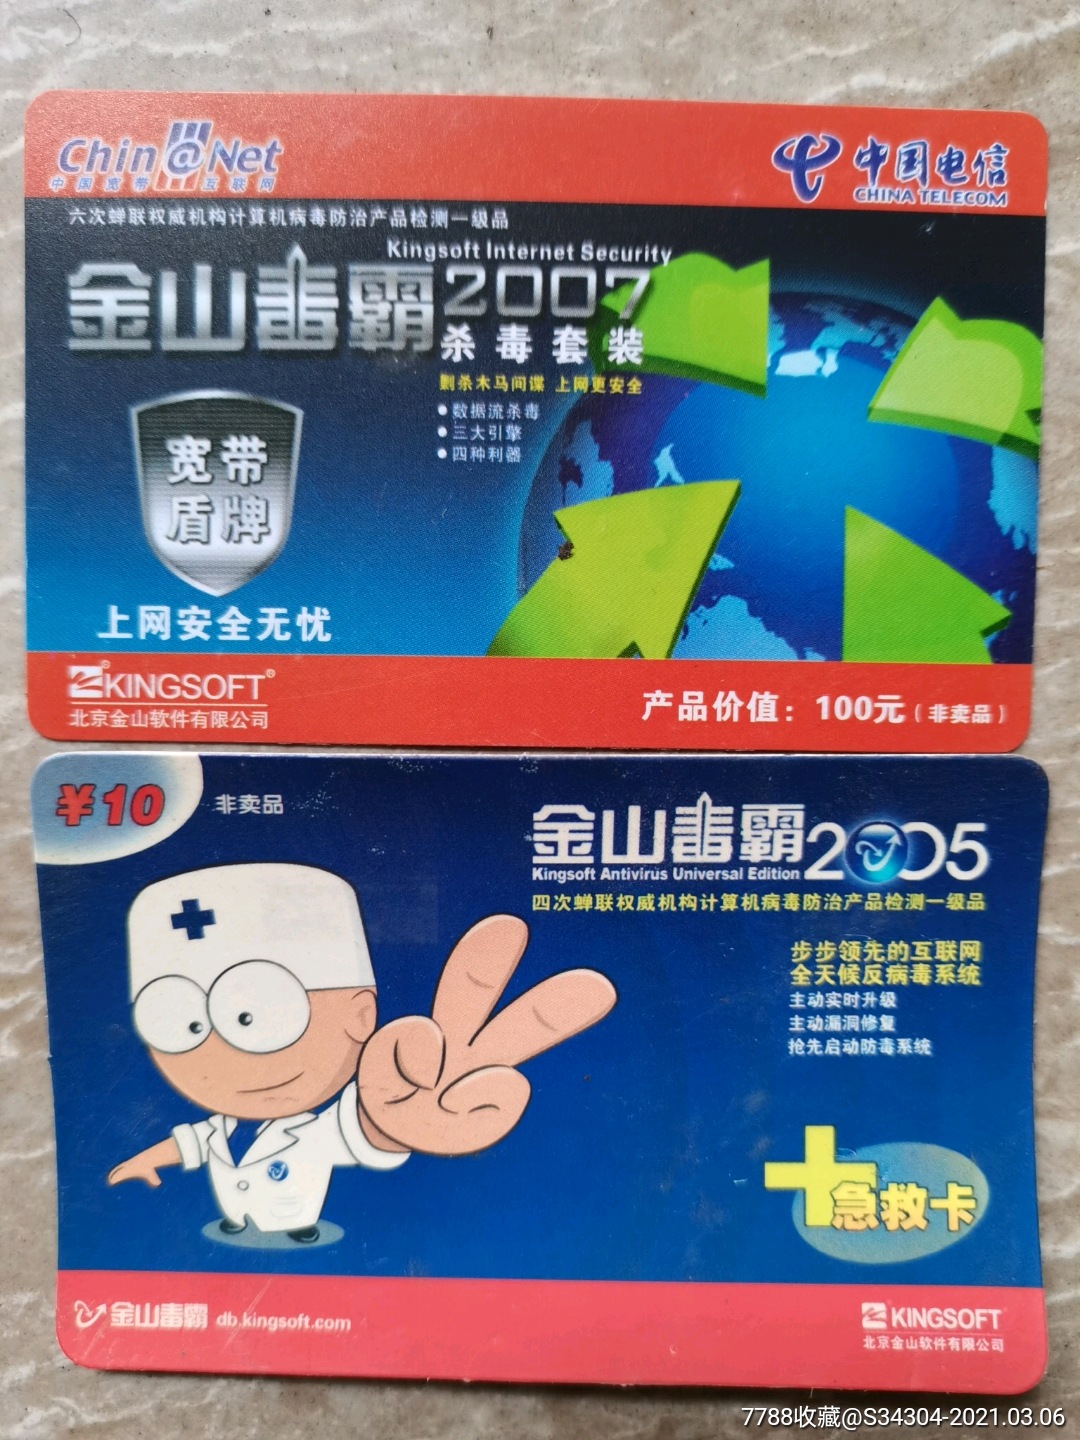 Chin@Net
中国宽带互联网
中国电信
CHINA TELECOM
六次蝉联权威机构计算机病毒防治产品检测一级品
Kingsoft Internet Security
金山毒霸2007
杀毒套装
剿杀木马间谍 上网更安全
●数据流杀毒
●三大引擎
●四种利器
宽带
盾牌
上网安全无忧
KINGSOFT®
北京金山软件有限公司
产品价值：100元（非卖品）
¥10
非卖品
金山毒霸2005
Kingsoft Antivirus Universal Edition
四次蝉联权威机构计算机病毒防治产品检测一级品
步步领先的互联网
全天候反病毒系统
主动实时升级
主动漏洞修复
抢先启动防毒系统
急救卡
金山毒霸 db.kingsoft.com
KINGSOFT
北京金山软件有限公司
7788收藏@S34304-2021.03.06